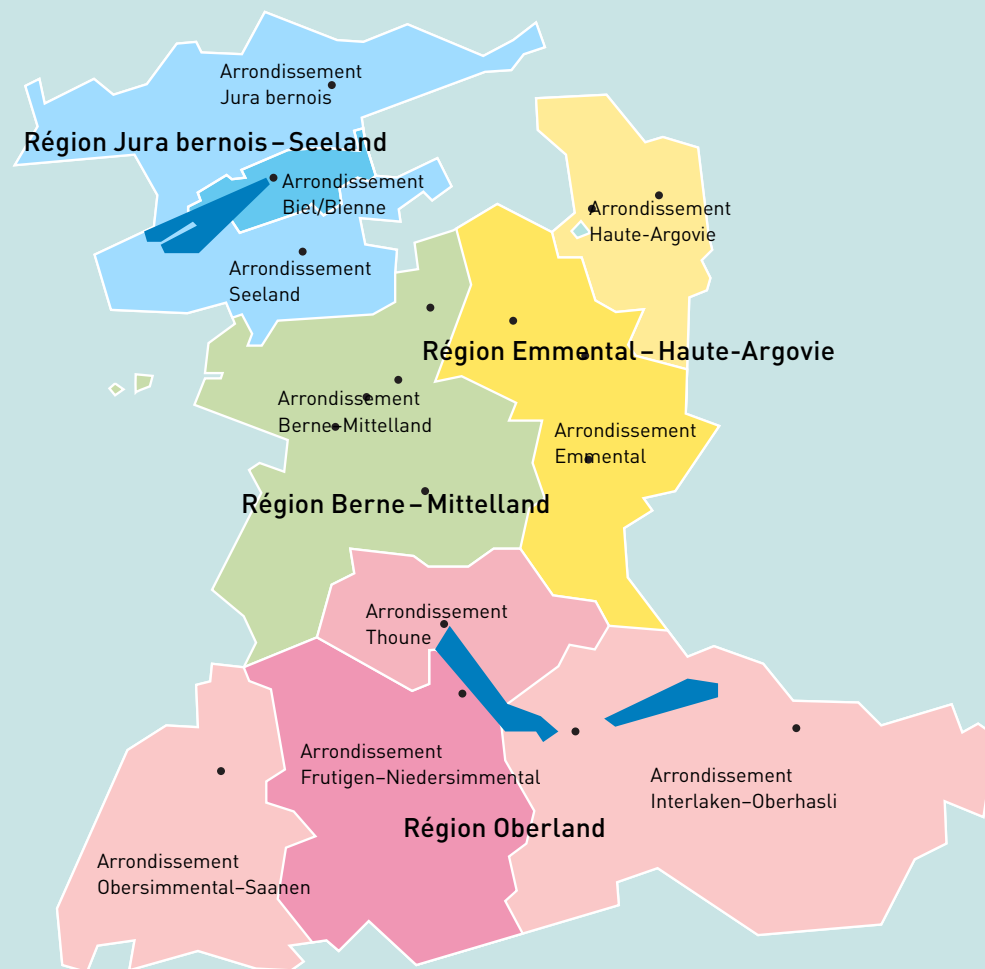 Arrondissement
Jura bernois
Région Jura bernois – Seeland
Arrondissement
Biel/Bienne
Arrondissement
Haute-Argovie
Arrondissement
Seeland
Région Emmental – Haute-Argovie
Arrondissement
Berne–Mittelland
Arrondissement
Emmental
Région Berne – Mittelland
Arrondissement
Thoune
Arrondissement
Frutigen–Niedersimmental
Arrondissement
Interlaken–Oberhasli
Région Oberland
Arrondissement
Obersimmental–Saanen